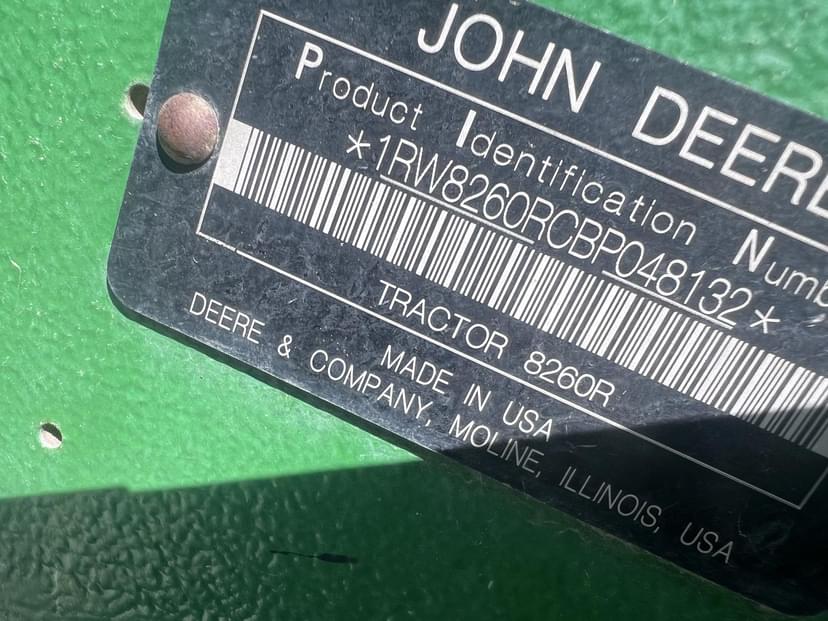 JOHN DEERE
Product Identification Numb
*1RW8260RCBP048132*
TRACTOR 8260R
MADE IN USA
DEERE & COMPANY, MOLINE, ILLINOIS, USA